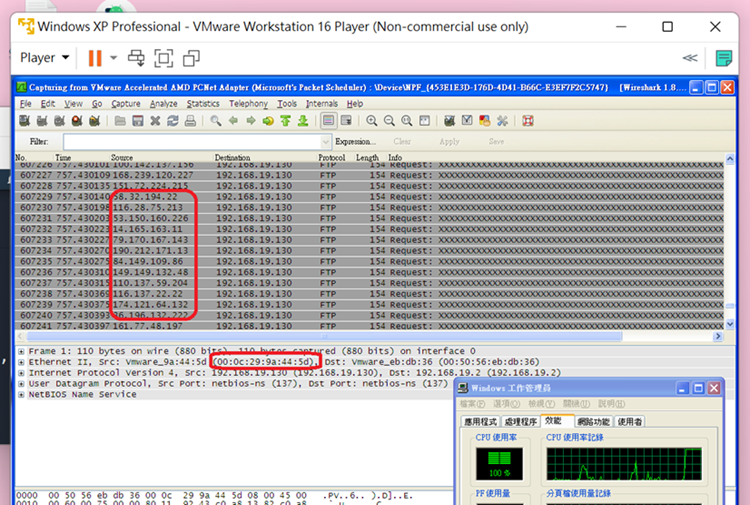 Windows XP Professional - VMware Workstation 16 Player (Non-commercial use only)
Player
Capturing from VMware Accelerated AMD PCNet Adapter (Microsoft's Packet Scheduler) : \Device\NPF_{453E1E3D-176D-4D41-B66C-E3EF7F2C5747} [Wireshark 1.8....
File Edit View Go Capture Analyze Statistics Telephony Tools Internals Help
Filter: Expression... Clear Apply Save
No. Time Source Destination Protocol Length Info
607226 757.430101 100.142.137.156 192.168.19.130 FTP 154 Request: XXXXXXXXXXXXXXXXXXXXXXXXXXXXXXXXXXXXXXXXXXXXXXXX
607227 757.430109 168.239.120.227 192.168.19.130 FTP 154 Request: XXXXXXXXXXXXXXXXXXXXXXXXXXXXXXXXXXXXXXXXXXXXXXXX
607228 757.430135 151.72.224.215 192.168.19.130 FTP 154 Request: XXXXXXXXXXXXXXXXXXXXXXXXXXXXXXXXXXXXXXXXXXXXXXXX
607229 757.430140 58.32.194.22 192.168.19.130 FTP 154 Request: XXXXXXXXXXXXXXXXXXXXXXXXXXXXXXXXXXXXXXXXXXXXXXXX
607230 757.430198 116.28.75.213 192.168.19.130 FTP 154 Request: XXXXXXXXXXXXXXXXXXXXXXXXXXXXXXXXXXXXXXXXXXXXXXXX
607231 757.430203 53.150.160.226 192.168.19.130 FTP 154 Request: XXXXXXXXXXXXXXXXXXXXXXXXXXXXXXXXXXXXXXXXXXXXXXXX
607232 757.430223 14.165.163.11 192.168.19.130 FTP 154 Request: XXXXXXXXXXXXXXXXXXXXXXXXXXXXXXXXXXXXXXXXXXXXXXXX
607233 757.430227 79.170.167.143 192.168.19.130 FTP 154 Request: XXXXXXXXXXXXXXXXXXXXXXXXXXXXXXXXXXXXXXXXXXXXXXXX
607234 757.430270 190.212.171.13 192.168.19.130 FTP 154 Request: XXXXXXXXXXXXXXXXXXXXXXXXXXXXXXXXXXXXXXXXXXXXXXXX
607235 757.430275 84.149.109.86 192.168.19.130 FTP 154 Request: XXXXXXXXXXXXXXXXXXXXXXXXXXXXXXXXXXXXXXXXXXXXXXXX
607236 757.430310 149.149.132.48 192.168.19.130 FTP 154 Request: XXXXXXXXXXXXXXXXXXXXXXXXXXXXXXXXXXXXXXXXXXXXXXXX
607237 757.430315 110.137.59.204 192.168.19.130 FTP 154 Request: XXXXXXXXXXXXXXXXXXXXXXXXXXXXXXXXXXXXXXXXXXXXXXXX
607238 757.430369 116.137.22.22 192.168.19.130 FTP 154 Request: XXXXXXXXXXXXXXXXXXXXXXXXXXXXXXXXXXXXXXXXXXXXXXXX
607239 757.430375 174.121.64.132 192.168.19.130 FTP 154 Request: XXXXXXXXXXXXXXXXXXXXXXXXXXXXXXXXXXXXXXXXXXXXXXXX
607240 757.430393 36.196.132.222 192.168.19.130 FTP 154 Request: XXXXXXXXXXXXXXXXXXXXXXXXXXXXXXXXXXXXXXXXXXXXXXXX
607241 757.430397 161.77.48.197 192.168.19.130 FTP 154 Request: XXXXXXXXXXXXXXXXXXXXXXXXXXXXXXXXXXXXXXXXXXXXXXXX
Frame 1: 110 bytes on wire (880 bits), 110 bytes captured (880 bits) on interface 0
Ethernet II, Src: Vmware_9a:44:5d (00:0c:29:9a:44:5d), Dst: Vmware_eb:db:36 (00:50:56:eb:db:36)
Internet Protocol Version 4, Src: 192.168.19.130 (192.168.19.130), Dst: 192.168.19.2 (192.168.19.2)
User Datagram Protocol, Src Port: netbios-ns (137), Dst Port: netbios-ns (137)
NetBIOS Name Service
Windows 工作管理員
檔案(F) 選項(O) 檢視(V) 關機(U) 說明(H)
應用程式 處理程序 效能 網路功能 使用者
CPU 使用率 CPU 使用率記錄
100 %
PF 使用量 分頁檔使用量記錄
0000 00 50 56 eb db 36 00 0c 29 9a 44 5d 08 00 45 00 .PV..6.. ).D]..E.